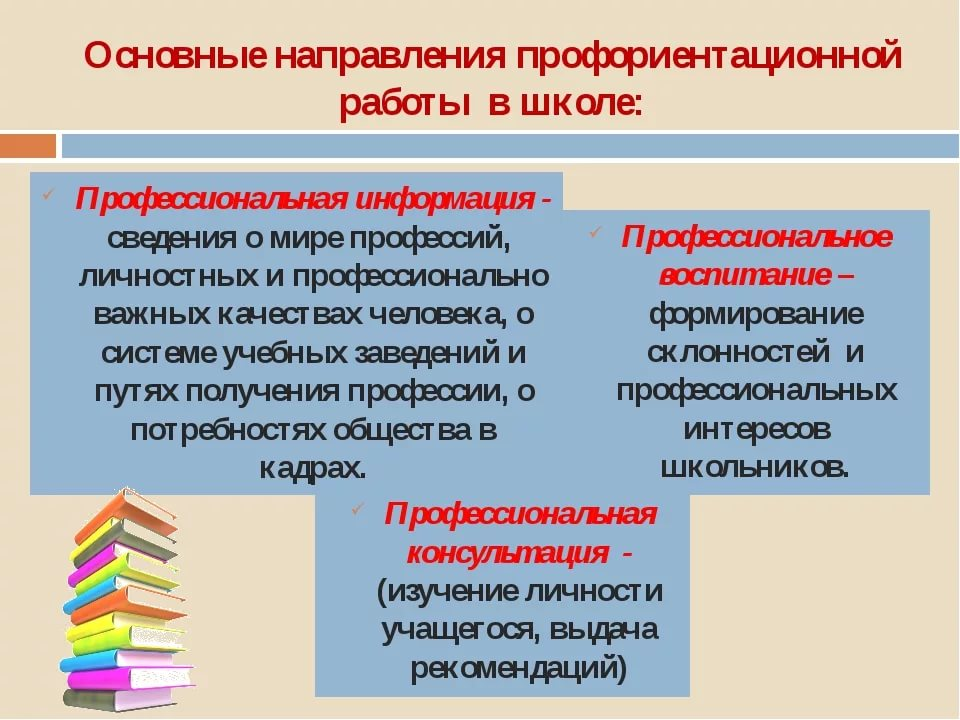 Основные направления профориентационной
работы в школе:
Профессиональная информация -
сведения о мире профессий,
личностных и профессионально
важных качествах человека, о
системе учебных заведений и
путях получения профессии, о
потребностях общества в
кадрах.
Профессиональное
воспитание –
формирование
склонностей и
профессиональных
интересов
школьников.
Профессиональная
консультация -
(изучение личности
учащегося, выдача
рекомендаций)